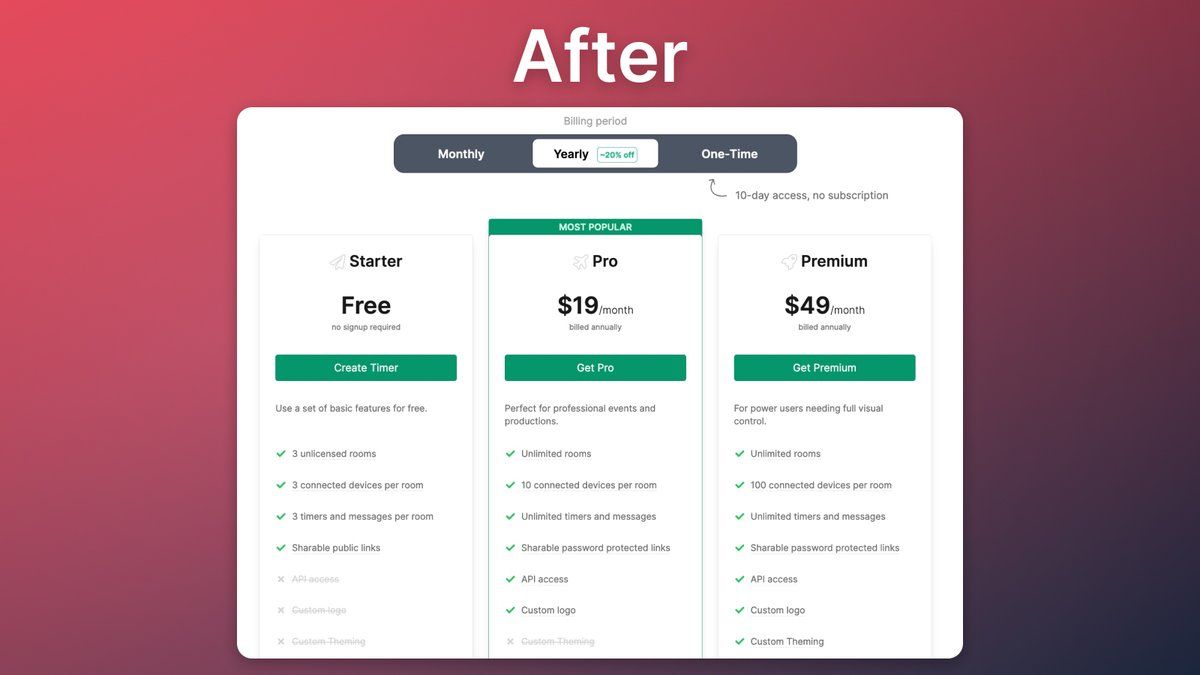 After
Billing period
Monthly
Yearly ~20% off
One-Time
10-day access, no subscription
Starter
Free
no signup required
Create Timer
Use a set of basic features for free.
3 unlicensed rooms
3 connected devices per room
3 timers and messages per room
Sharable public links
API access
Custom logo
Custom Theming
MOST POPULAR
Pro
$19/month
billed annually
Get Pro
Perfect for professional events and
productions.
Unlimited rooms
10 connected devices per room
Unlimited timers and messages
Sharable password protected links
API access
Custom logo
Custom Theming
Premium
$49/month
billed annually
Get Premium
For power users needing full visual
control.
Unlimited rooms
100 connected devices per room
Unlimited timers and messages
Sharable password protected links
API access
Custom logo
Custom Theming